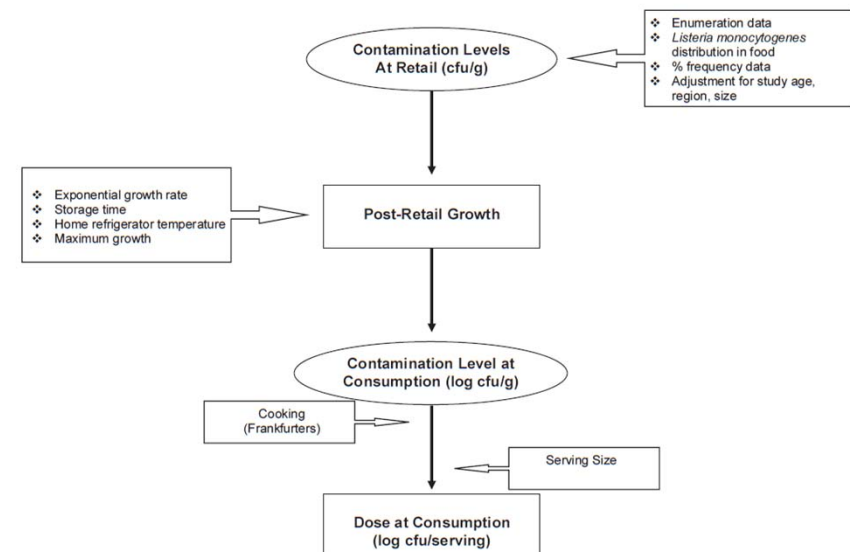 Contamination Levels
At Retail (cfu/g)
❖ Enumeration data
❖ Listeria monocytogenes
distribution in food
❖ % frequency data
❖ Adjustment for study age,
region, size
❖ Exponential growth rate
❖ Storage time
❖ Home refrigerator temperature
❖ Maximum growth
Post-Retail Growth
Contamination Level at
Consumption (log cfu/g)
Cooking
(Frankfurters)
Serving Size
Dose at Consumption
(log cfu/serving)